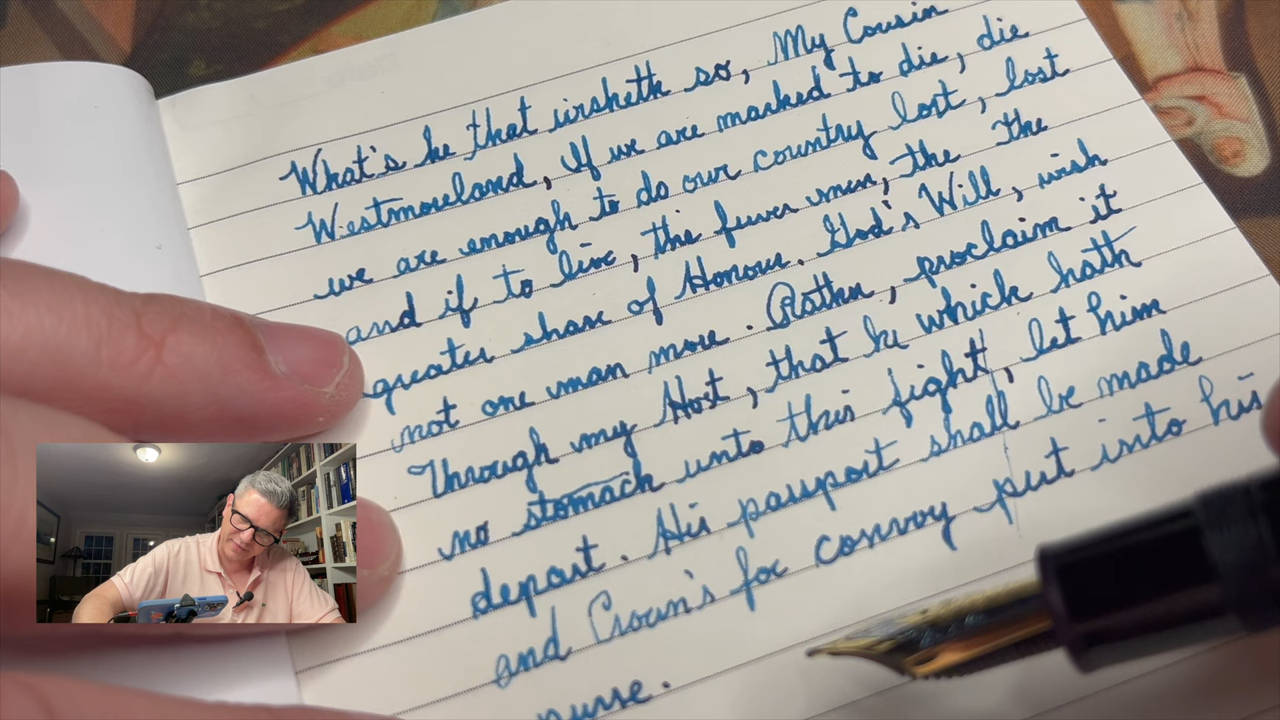 What's he that wisheth so, My Cousin
Westmoreland, If we are marked to die, die
we are enough to do our country lost, lost
and if to live, the fewer men, the the
greater share of Honour. God's Will, wish
not one man more. Rather, proclaim it
Through my Host, that he which hath
no stomach unto this fight, let him
depart. His passport shall be made
and Crown's for convoy put into his
purse.